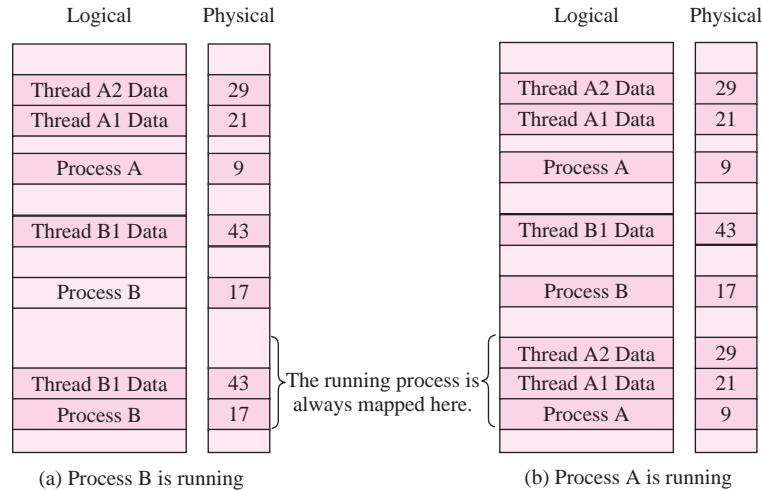 Logical Physical
Thread A2 Data 29
Thread A1 Data 21
Process A 9
Thread B1 Data 43
Process B 17
Thread B1 Data 43
Process B 17
(a) Process B is running
The running process is
always mapped here.
Logical Physical
Thread A2 Data 29
Thread A1 Data 21
Process A 9
Thread B1 Data 43
Process B 17
Thread A2 Data 29
Thread A1 Data 21
Process A 9
(b) Process A is running